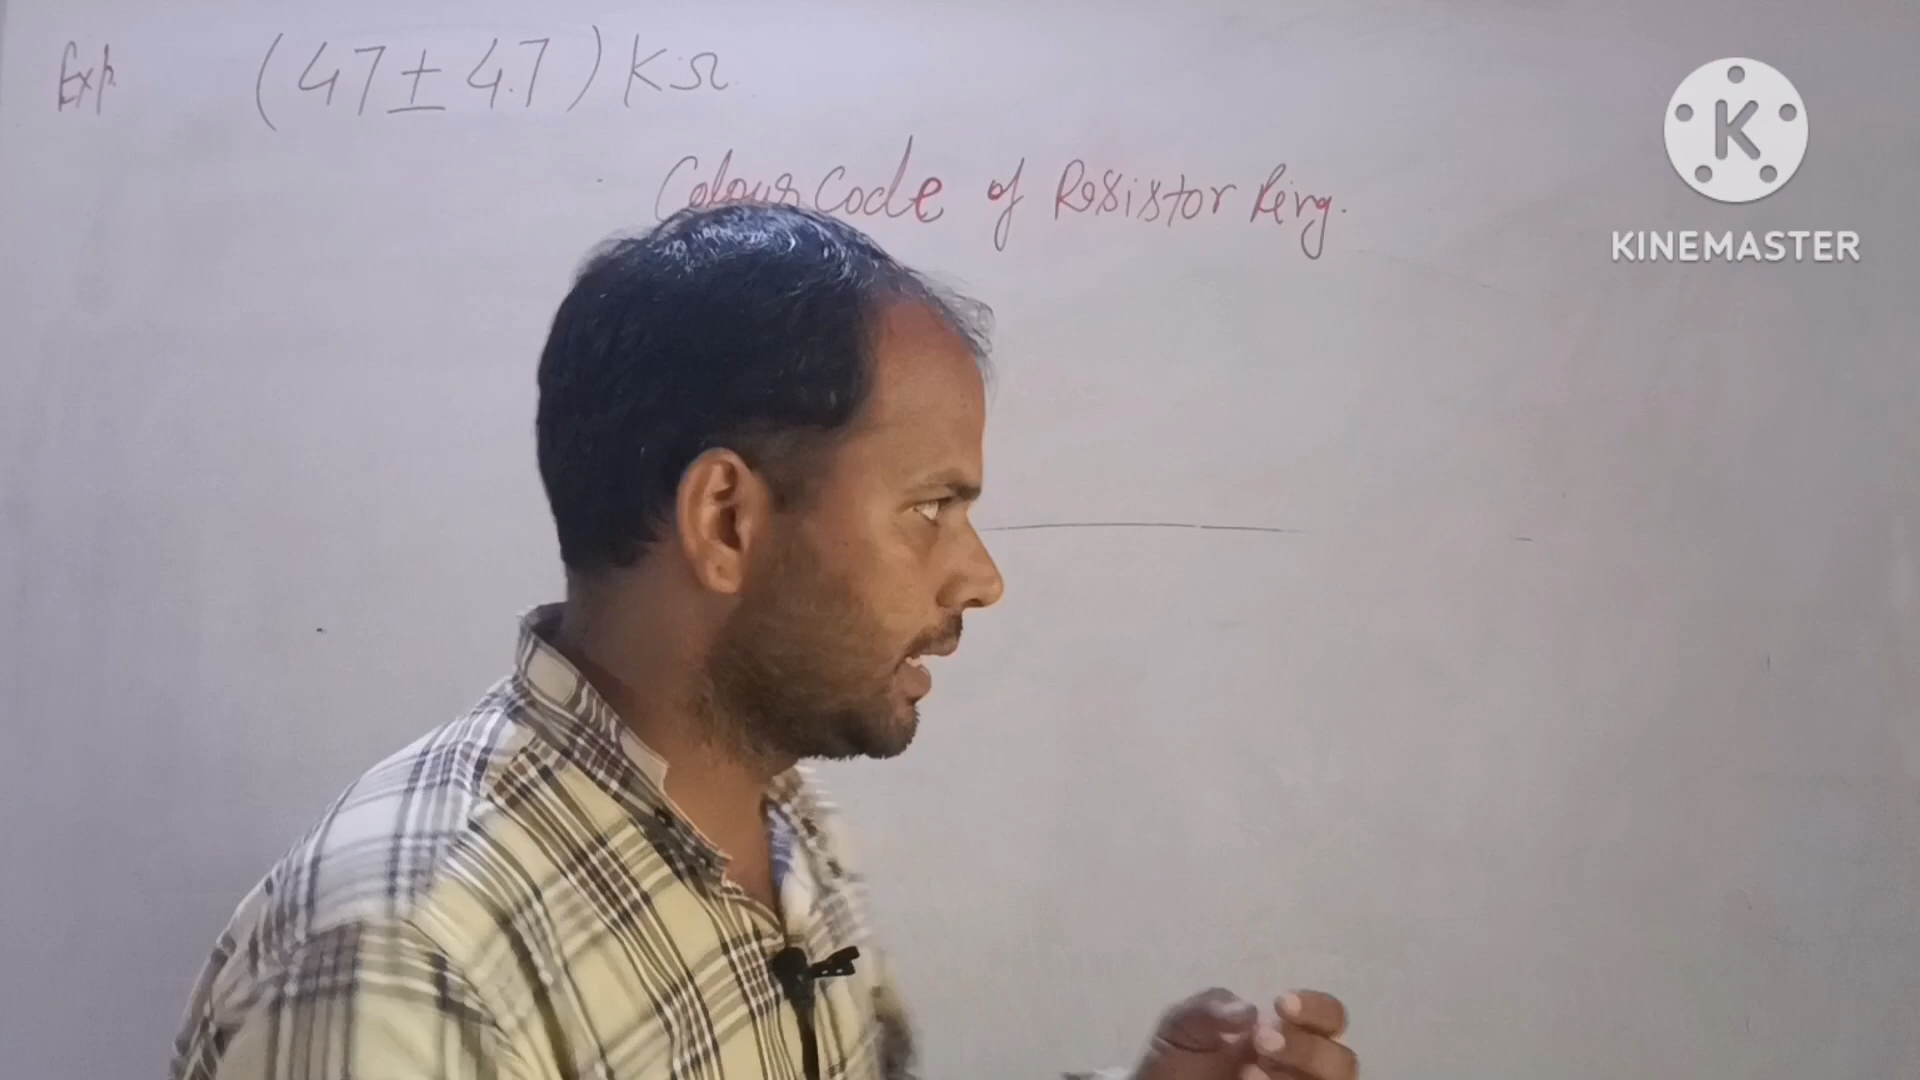 Exp (47 ± 4.7) KΩ
Colour Code of Resistor Ring.
K
KINEMASTER